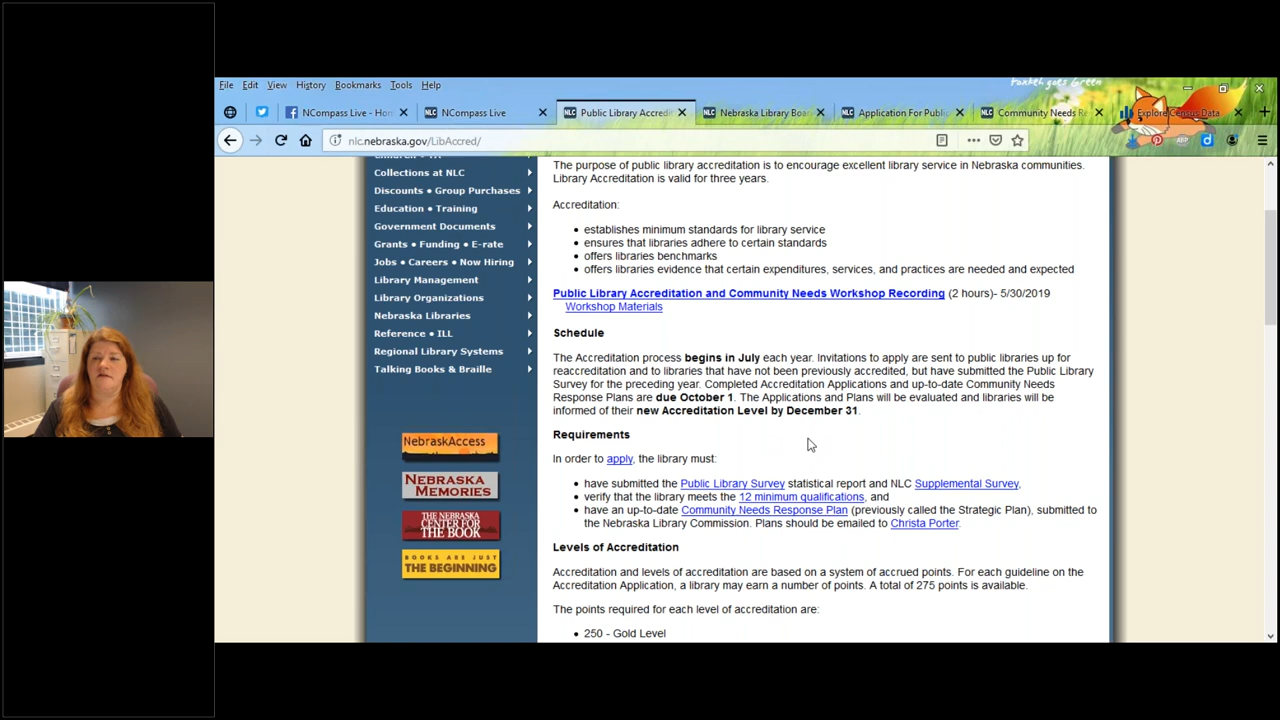 Foxkeh goes Green
File Edit View History Bookmarks Tools Help
NCompass Live - Hon
NCompass Live
Public Library Accredi
Nebraska Library Boar
Application For Public
Community Needs Re
Explore Census Data
nlc.nebraska.gov/LibAccred/
Collections at NLC
Discounts • Group Purchases
Education • Training
Government Documents
Grants • Funding • E-rate
Jobs • Careers • Now Hiring
Library Management
Library Organizations
Nebraska Libraries
Reference • ILL
Regional Library Systems
Talking Books & Braille
NebraskAccess
NEBRASKA
MEMORIES
THE NEBRASKA
CENTER FOR
THE BOOK
BOOKS ARE JUST
THE BEGINNING
The purpose of public library accreditation is to encourage excellent library service in Nebraska communities.
Library Accreditation is valid for three years.
Accreditation:
• establishes minimum standards for library service
• ensures that libraries adhere to certain standards
• offers libraries benchmarks
• offers libraries evidence that certain expenditures, services, and practices are needed and expected
Public Library Accreditation and Community Needs Workshop Recording (2 hours)- 5/30/2019
Workshop Materials
Schedule
The Accreditation process begins in July each year. Invitations to apply are sent to public libraries up for
reaccreditation and to libraries that have not been previously accredited, but have submitted the Public Library
Survey for the preceding year. Completed Accreditation Applications and up-to-date Community Needs
Response Plans are due October 1. The Applications and Plans will be evaluated and libraries will be
informed of their new Accreditation Level by December 31.
Requirements
In order to apply, the library must:
• have submitted the Public Library Survey statistical report and NLC Supplemental Survey,
• verify that the library meets the 12 minimum qualifications, and
• have an up-to-date Community Needs Response Plan (previously called the Strategic Plan), submitted to
the Nebraska Library Commission. Plans should be emailed to Christa Porter.
Levels of Accreditation
Accreditation and levels of accreditation are based on a system of accrued points. For each guideline on the
Accreditation Application, a library may earn a number of points. A total of 275 points is available.
The points required for each level of accreditation are:
• 250 - Gold Level